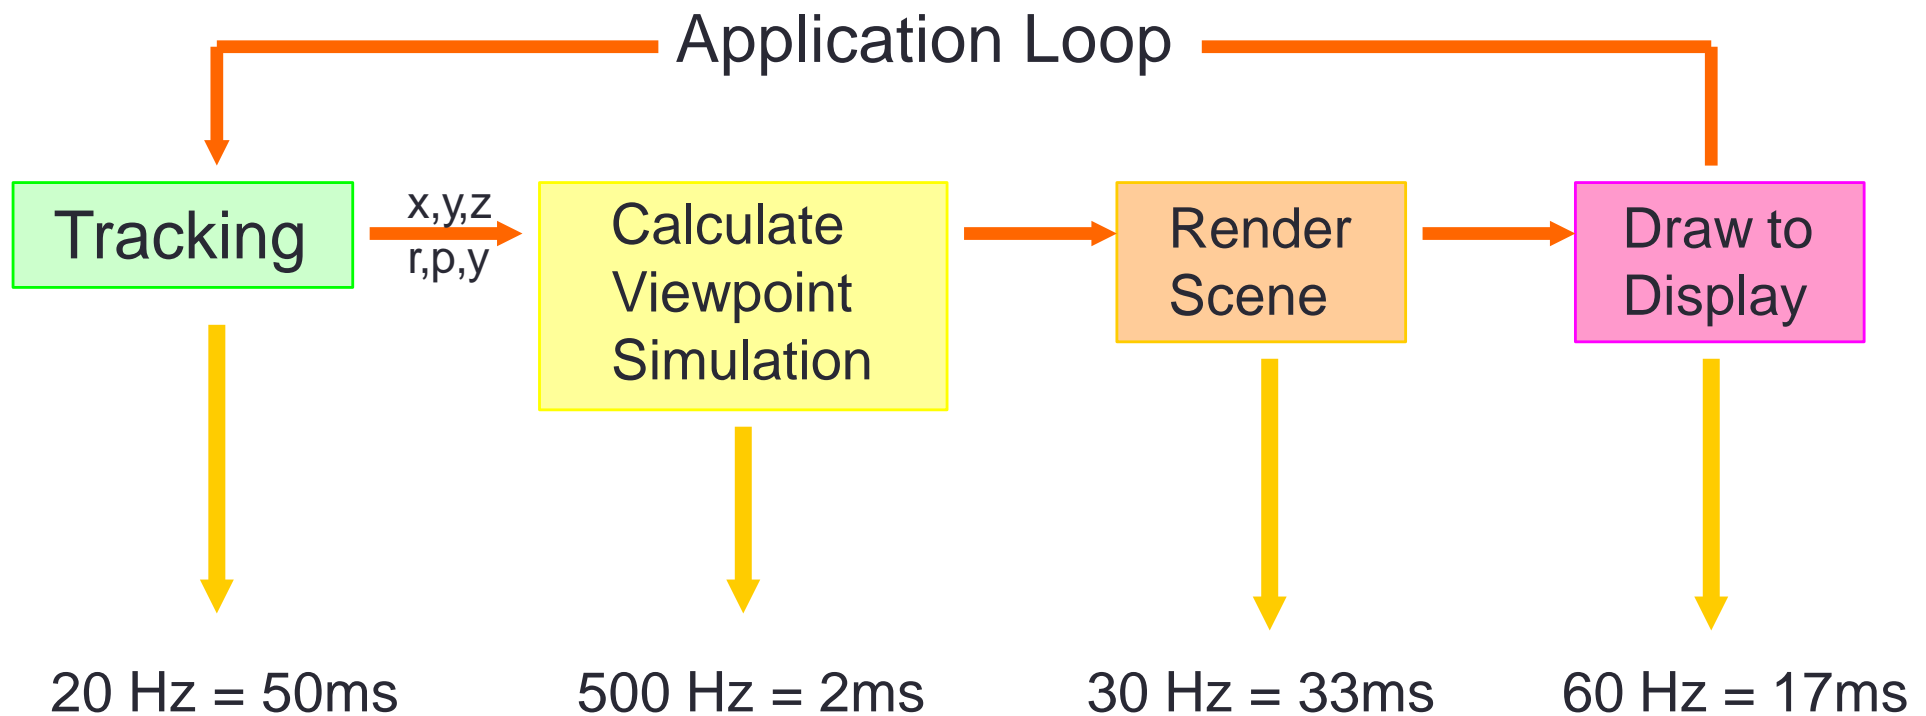 Application Loop
Tracking
x,y,z
r,p,y
Calculate
Viewpoint
Simulation
Render
Scene
Draw to
Display
20 Hz = 50ms
500 Hz = 2ms
30 Hz = 33ms
60 Hz = 17ms